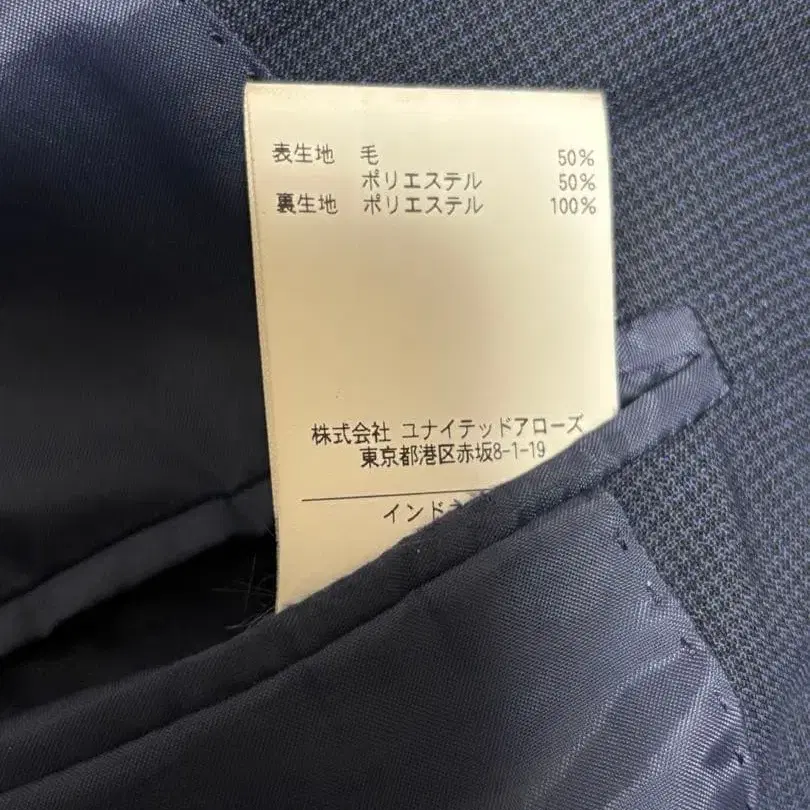 表生地 毛 50%
ポリエステル 50%
裏生地 ポリエステル 100%
株式会社 ユナイテッドアローズ
東京都港区赤坂8-1-19